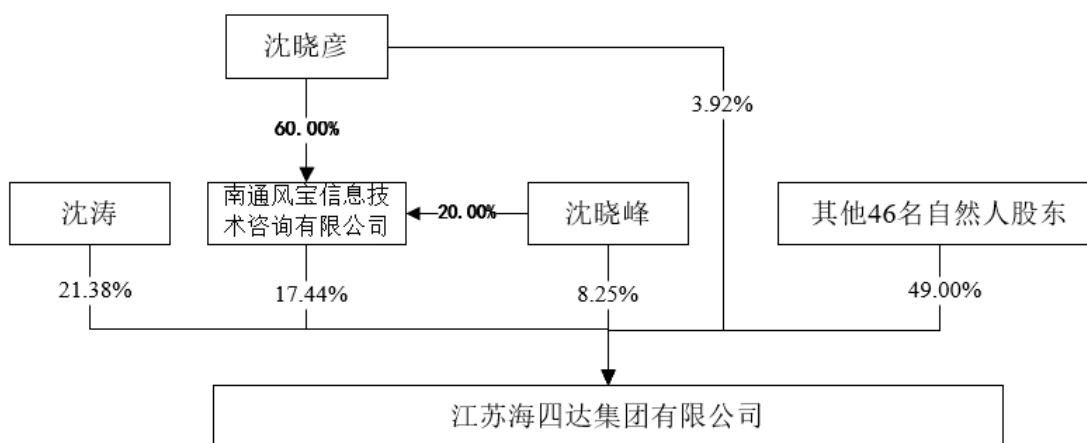 沈晓彦
3.92%
60.00%
沈涛
南通风宝信息技
术咨询有限公司
20.00%
沈晓峰
其他46名自然人股东
21.38%
17.44%
8.25%
49.00%
江苏海四达集团有限公司